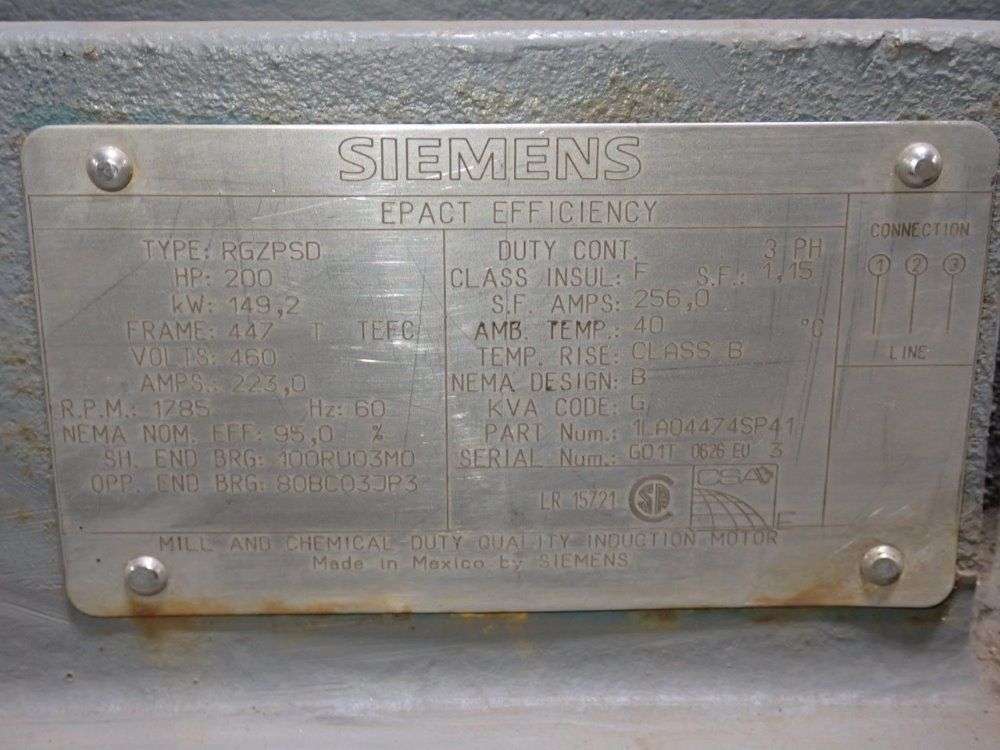 SIEMENS
EPACT EFFICIENCY
TYPE: RGZPSD
HP: 200
kW: 149,2
FRAME: 447 T TEFC
VOLTS: 460
AMPS.: 223,0
R.P.M.: 1785 Hz: 60
NEMA NOM. EFF: 95,0 %
SH. END BRG: 100RU03M0
OPP. END BRG: 80BC03JP3
DUTY CONT. 3 PH
CLASS INSUL: F S.F.: 1,15
S.F. AMPS: 256,0
AMB. TEMP.: 40 °C
TEMP. RISE: CLASS B
NEMA DESIGN: B
KVA CODE: G
PART Num.: 1LA04474SP41
SERIAL Num.: G01T 0626 EU 3
LR 15721 SA CSA E
CONNECTION
1 2 3
LINE
MILL AND CHEMICAL DUTY QUALITY INDUCTION MOTOR
Made in Mexico by SIEMENS